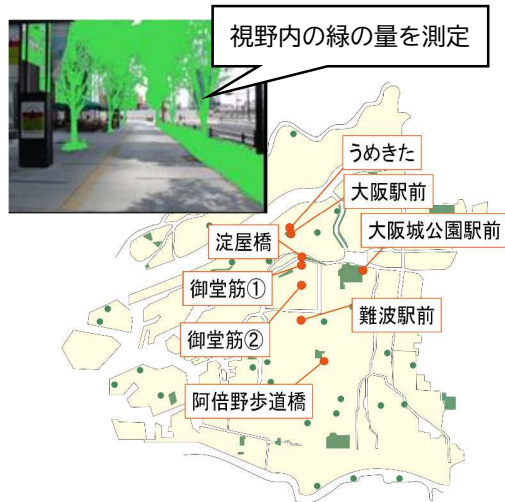 視野内の緑の量を測定
うめきた
大阪駅前
大阪城公園駅前
淀屋橋
御堂筋①
御堂筋②
難波駅前
阿倍野歩道橋